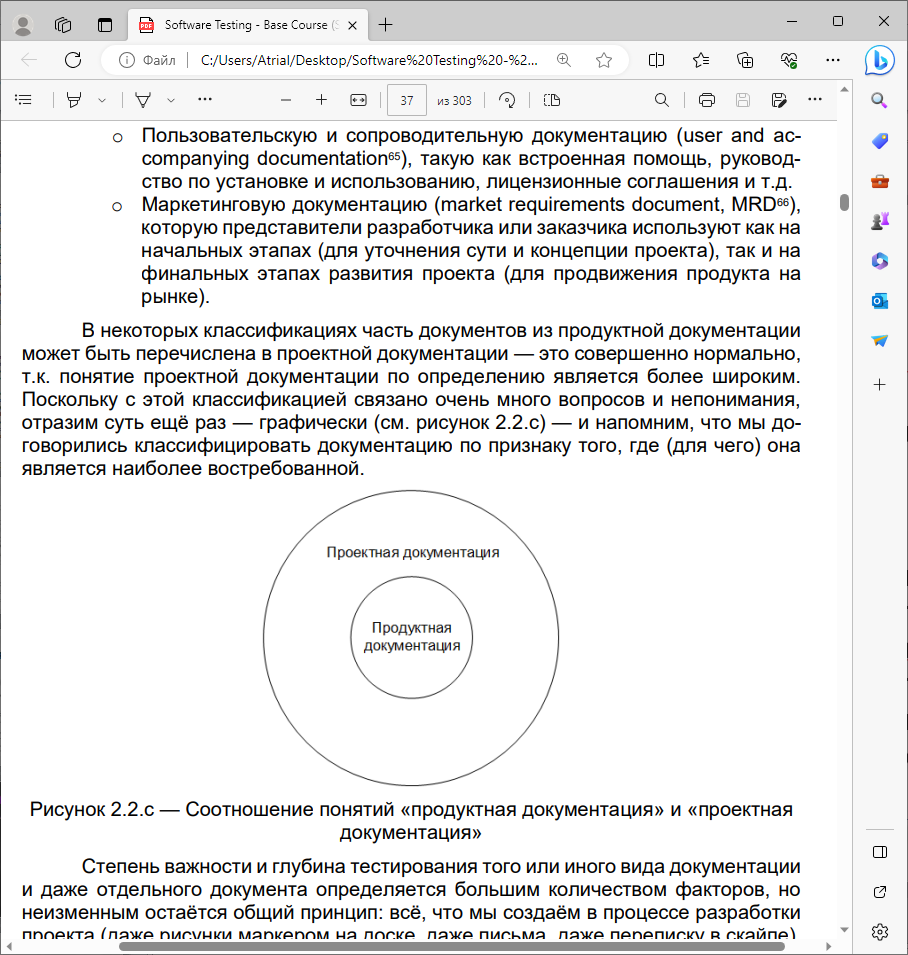 Software Testing - Base Course (S
Файл
C:/Users/Atrial/Desktop/Software%20Testing%20-%2...
37 из 303
o Пользовательскую и сопроводительную документацию (user and ac-
companying documentation65), такую как встроенная помощь, руковод-
ство по установке и использованию, лицензионные соглашения и т.д.
o Маркетинговую документацию (market requirements document, MRD66),
которую представители разработчика или заказчика используют как на
начальных этапах (для уточнения сути и концепции проекта), так и на
финальных этапах развития проекта (для продвижения продукта на
рынке).
В некоторых классификациях часть документов из продуктной документации
может быть перечислена в проектной документации — это совершенно нормально,
т.к. понятие проектной документации по определению является более широким.
Поскольку с этой классификацией связано очень много вопросов и непонимания,
отразим суть ещё раз — графически (см. рисунок 2.2.c) — и напомним, что мы до-
говорились классифицировать документацию по признаку того, где (для чего) она
является наиболее востребованной.
Проектная документация
Продуктная
документация
Рисунок 2.2.c — Соотношение понятий «продуктная документация» и «проектная
документация»
Степень важности и глубина тестирования того или иного вида документации
и даже отдельного документа определяется большим количеством факторов, но
неизменным остаётся общий принцип: всё, что мы создаём в процессе разработки
проекта (даже рисунки маркером на доске, даже письма, даже переписку в скайпе),